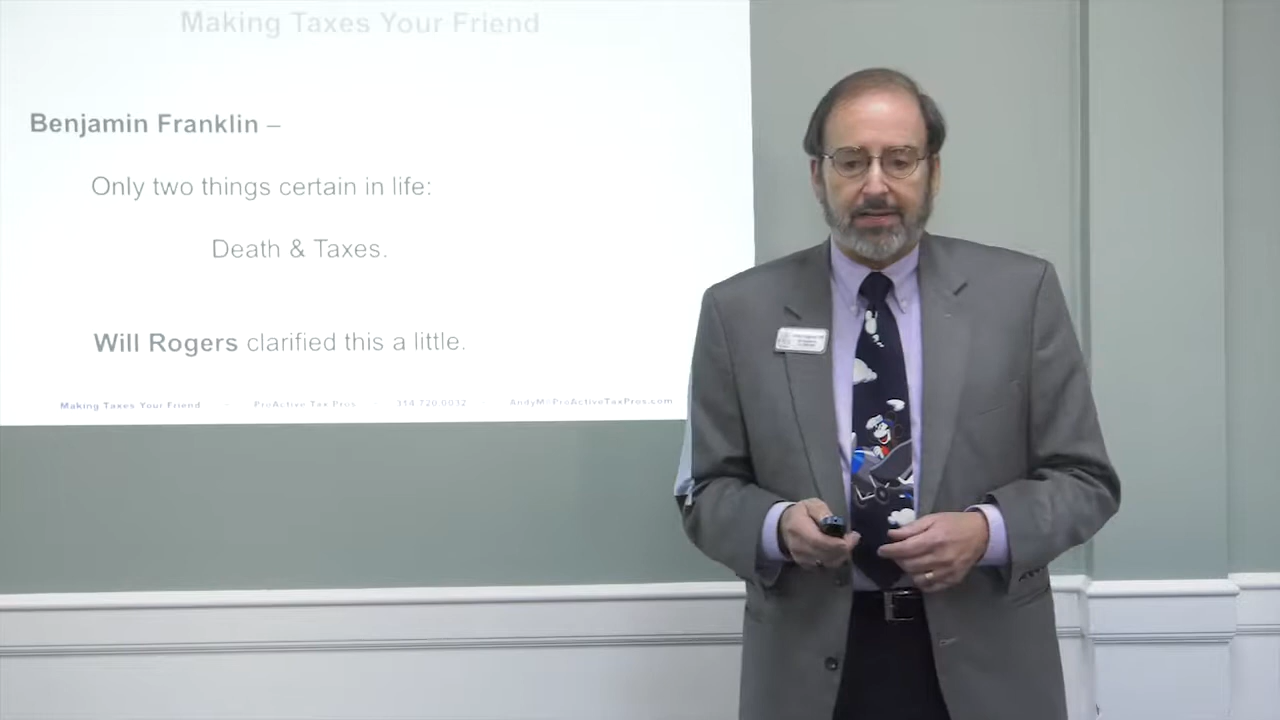 Making Taxes Your Friend
Benjamin Franklin –
Only two things certain in life:
Death & Taxes.
Will Rogers clarified this a little.
Making Taxes Your Friend – ProActive Tax Pros - 314.720.0032 - AndyM@ProActiveTaxPros.com